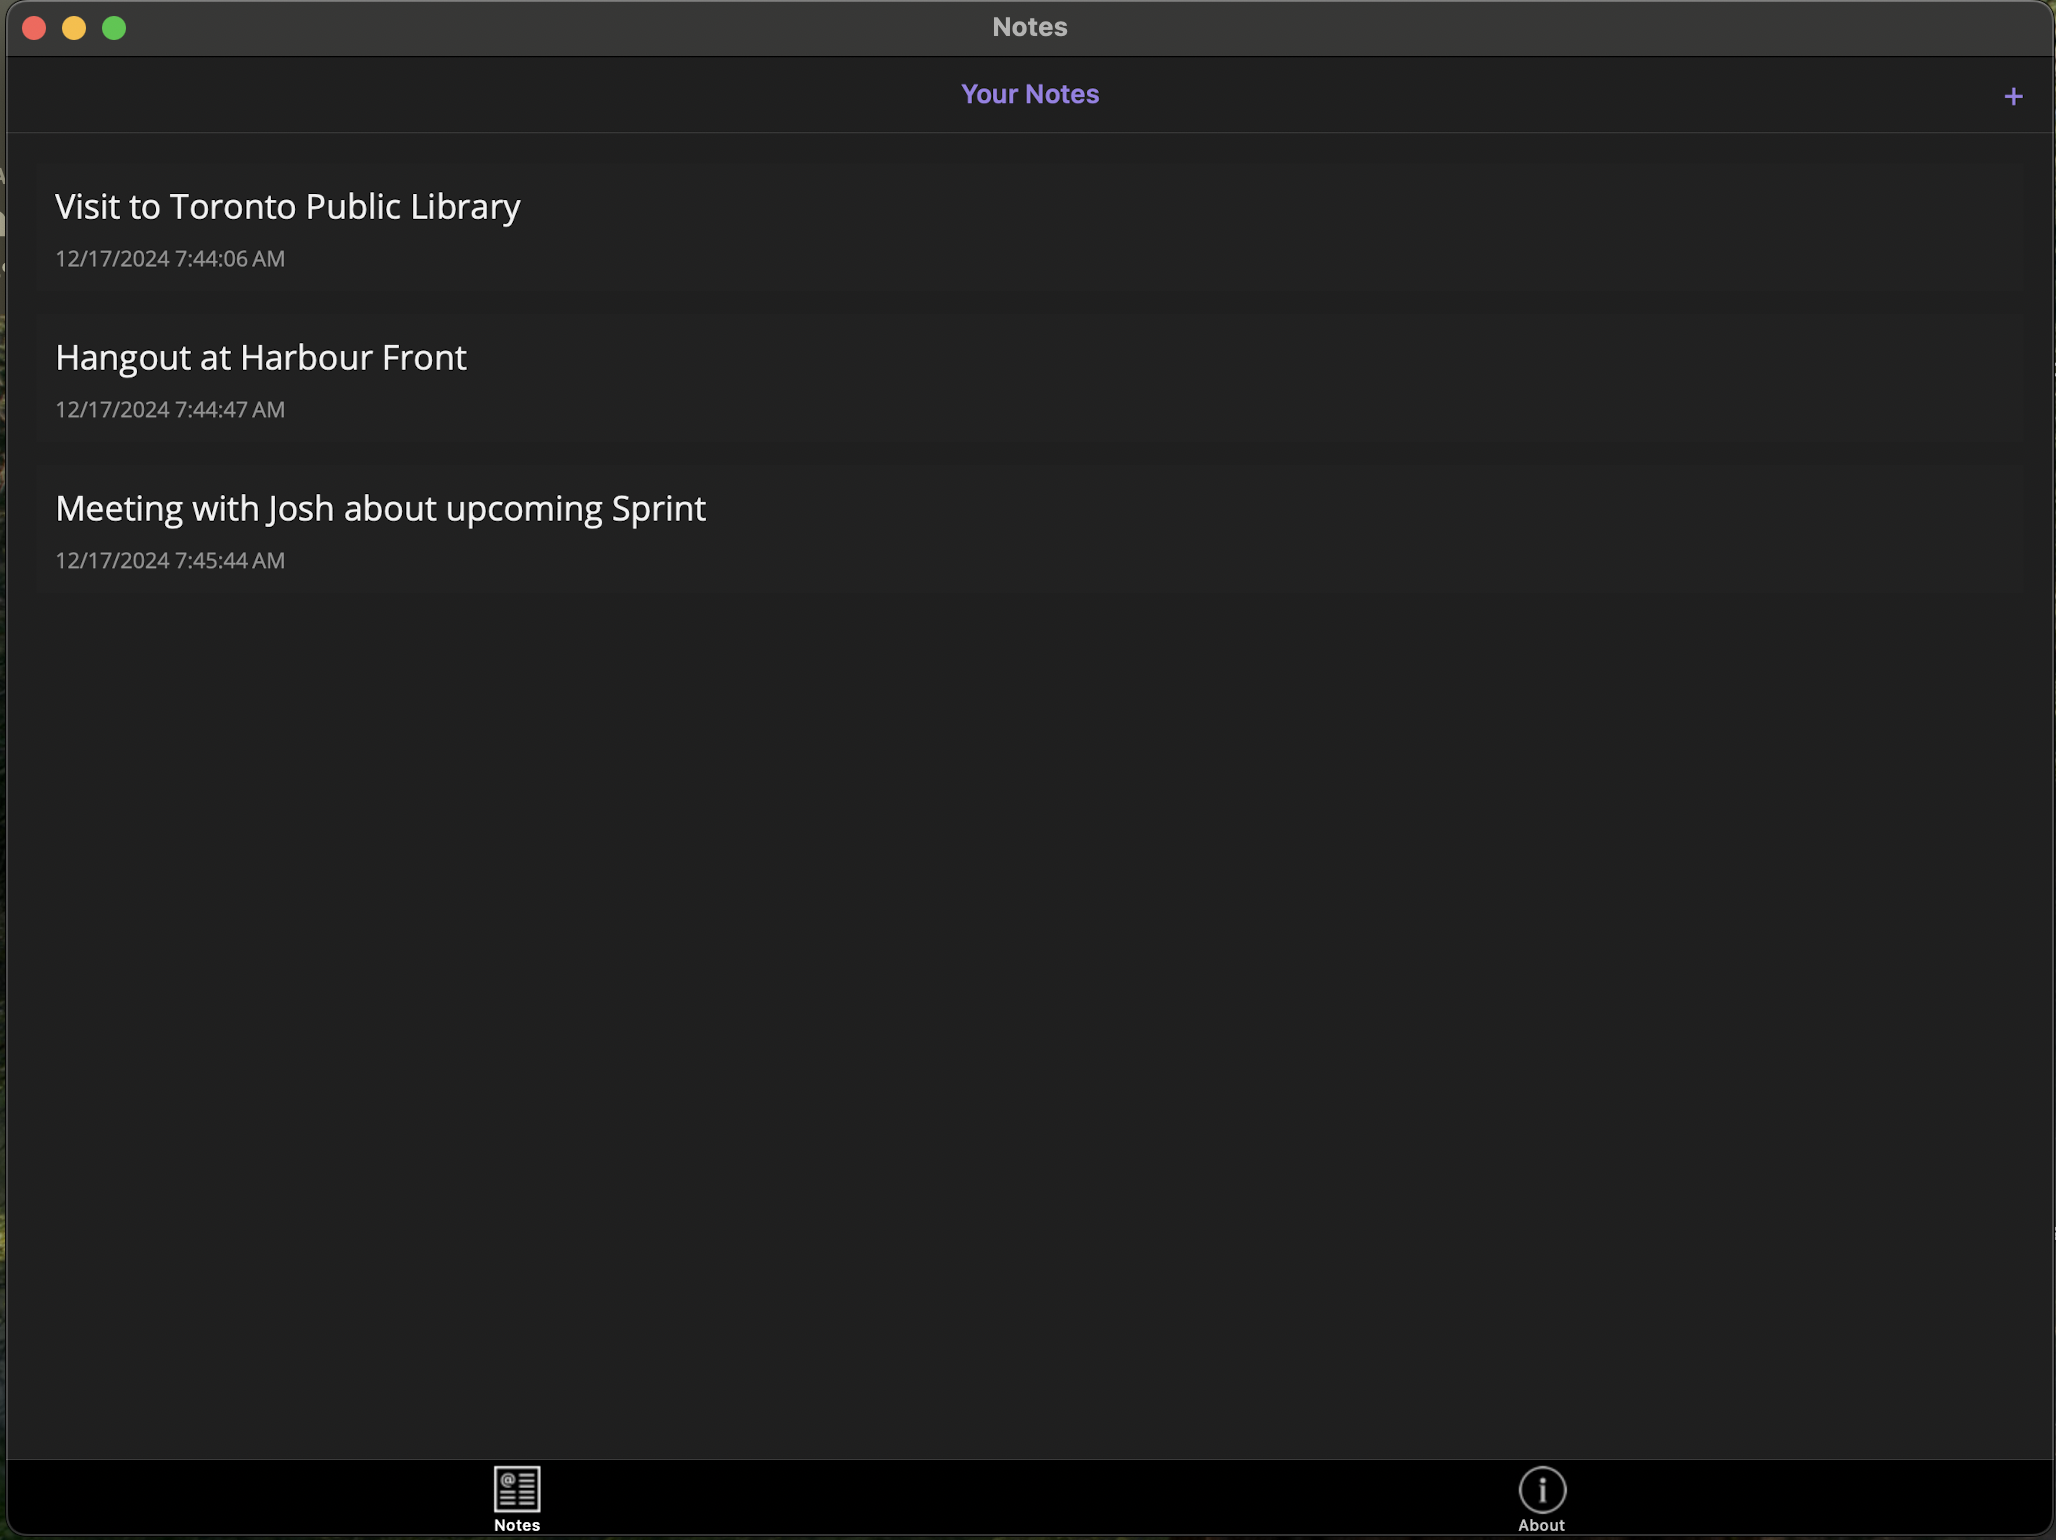 Notes
Your Notes
+
Visit to Toronto Public Library
12/17/2024 7:44:06 AM
Hangout at Harbour Front
12/17/2024 7:44:47 AM
Meeting with Josh about upcoming Sprint
12/17/2024 7:45:44 AM
Notes
About